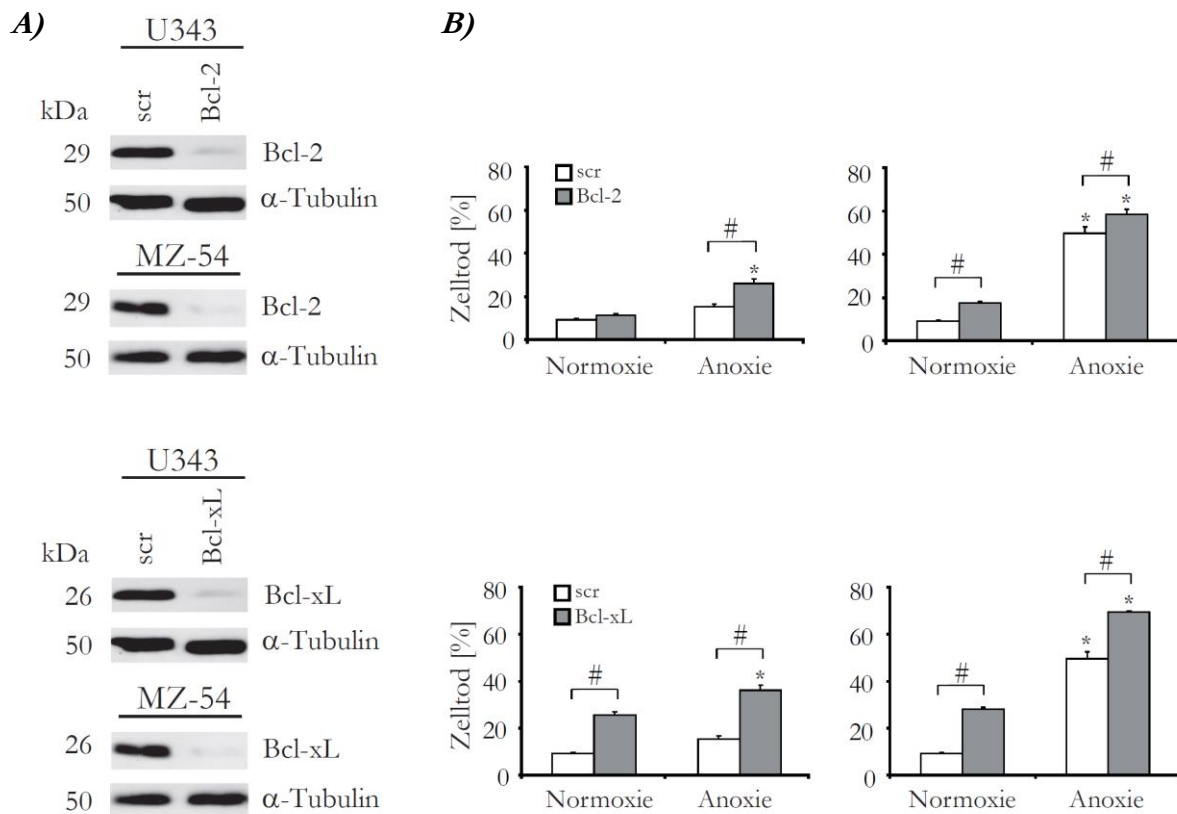 A)
U343
kDa
scr
Bcl-2
29
Bcl-2
50
α-Tubulin
MZ-54
29
Bcl-2
50
α-Tubulin
U343
kDa
scr
Bcl-xL
26
Bcl-xL
50
α-Tubulin
MZ-54
26
Bcl-xL
50
α-Tubulin
B)
Zelltod [%]
80
60
40
20
0
scr
Bcl-2
#
*
Normoxie Anoxie
80
60
40
20
0
#
#
* *
Normoxie Anoxie
Zelltod [%]
80
60
40
20
0
scr
Bcl-xL
#
#
*
Normoxie Anoxie
80
60
40
20
0
#
#
* *
Normoxie Anoxie